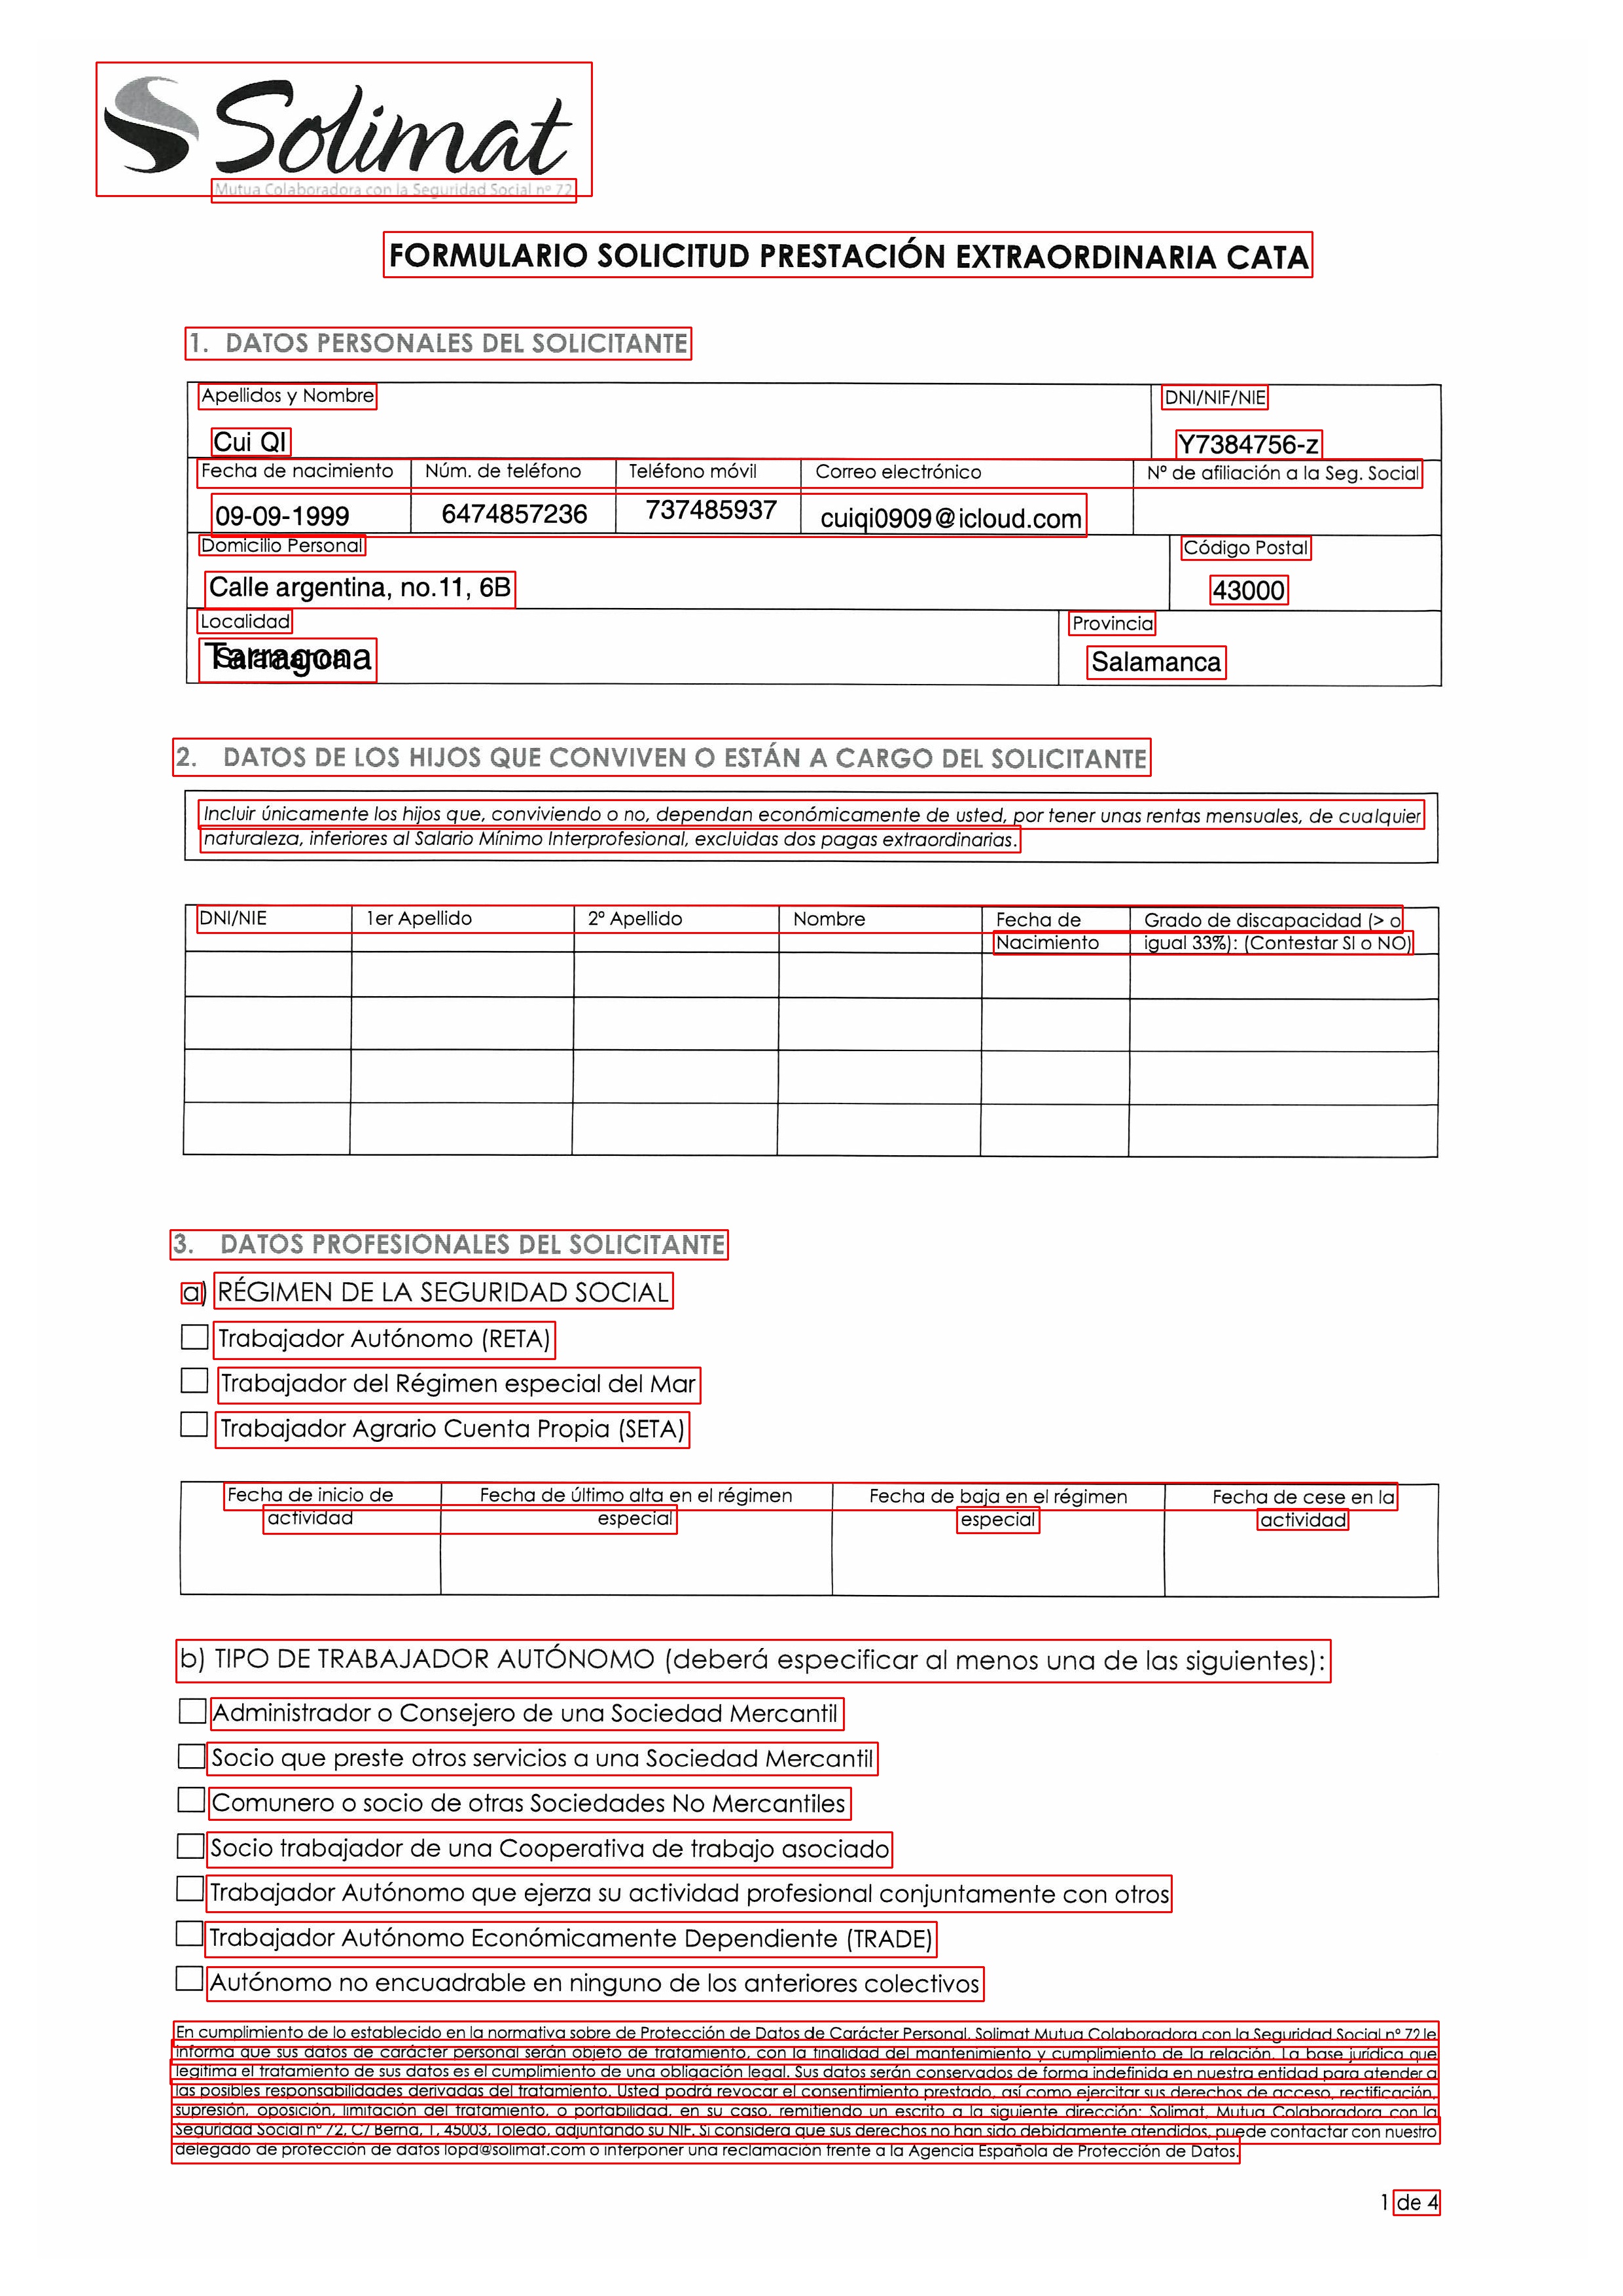 Solimat
Mutua Colaboradora con la Seguridad Social nº 72
FORMULARIO SOLICITUD PRESTACIÓN EXTRAORDINARIA CATA
1. DATOS PERSONALES DEL SOLICITANTE
Apellidos y Nombre DNI/NIF/NIE
Cui QI Y7384756-z
Fecha de nacimiento Núm. de teléfono Teléfono móvil Correo electrónico Nº de afiliación a la Seg. Social
09-09-1999 6474857236 737485937 cuiqi0909@icloud.com
Domicilio Personal Código Postal
Calle argentina, no.11, 6B 43000
Localidad Provincia
Tarragona Salamanca
2. DATOS DE LOS HIJOS QUE CONVIVEN O ESTÁN A CARGO DEL SOLICITANTE
Incluir únicamente los hijos que, conviviendo o no, dependan económicamente de usted, por tener unas rentas mensuales, de cualquier
naturaleza, inferiores al Salario Mínimo Interprofesional, excluidas dos pagas extraordinarias.
DNI/NIE 1er Apellido 2º Apellido Nombre Fecha de Grado de discapacidad (> o
Nacimiento igual 33%): (Contestar SI o NO)
3. DATOS PROFESIONALES DEL SOLICITANTE
a) RÉGIMEN DE LA SEGURIDAD SOCIAL
Trabajador Autónomo (RETA)
Trabajador del Régimen especial del Mar
Trabajador Agrario Cuenta Propia (SETA)
Fecha de inicio de Fecha de último alta en el régimen Fecha de baja en el régimen Fecha de cese en la
actividad especial especial actividad
b) TIPO DE TRABAJADOR AUTÓNOMO (deberá especificar al menos una de las siguientes):
Administrador o Consejero de una Sociedad Mercantil
Socio que preste otros servicios a una Sociedad Mercantil
Comunero o socio de otras Sociedades No Mercantiles
Socio trabajador de una Cooperativa de trabajo asociado
Trabajador Autónomo que ejerza su actividad profesional conjuntamente con otros
Trabajador Autónomo Económicamente Dependiente (TRADE)
Autónomo no encuadrable en ninguno de los anteriores colectivos
En cumplimiento de lo establecido en la normativa sobre de Protección de Datos de Carácter Personal, Solimat Mutua Colaboradora con la Seguridad Social nº 72 le
informa que sus datos de carácter personal serán objeto de tratamiento, con la finalidad del mantenimiento y cumplimiento de la relación. La base jurídica que
legitima el tratamiento de sus datos es el cumplimiento de una obligación legal. Sus datos serán conservados de forma indefinida en nuestra entidad para atender a
las posibles responsabilidades derivadas del tratamiento. Usted podrá revocar el consentimiento prestado, así como ejercitar sus derechos de acceso, rectificación,
supresión, oposición, limitación del tratamiento, o portabilidad, en su caso, remitiendo un escrito a la siguiente dirección: Solimat, Mutua Colaboradora con la
Seguridad Social nº 72, C/ Berna, 1, 45003, Toledo, adjuntando su NIF. Si considera que sus derechos no han sido debidamente atendidos, puede contactar con nuestro
delegado de protección de datos lopd@solimat.com o interponer una reclamación frente a la Agencia Española de Protección de Datos.
1 de 4